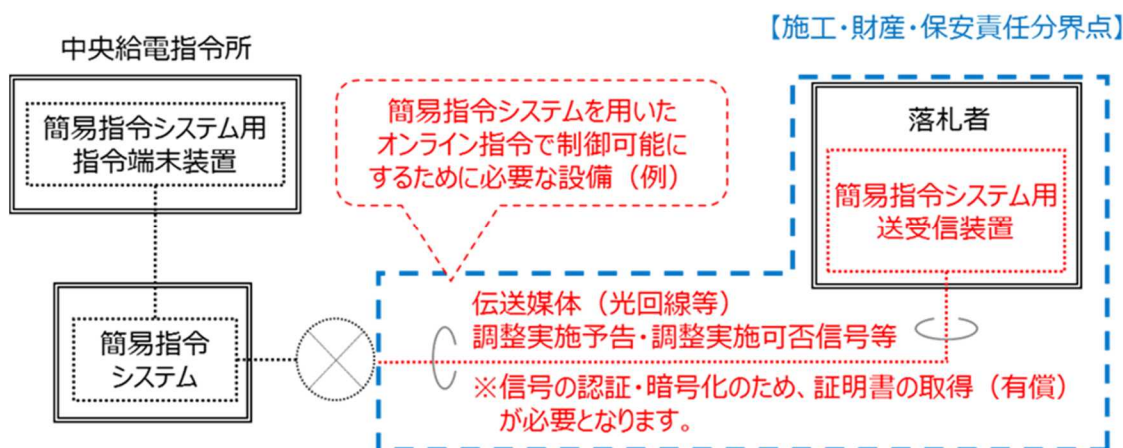 【施工・財産・保安責任分界点】
中央給電指令所
簡易指令システム用
指令端末装置
簡易指令システムを用いた
オンライン指令で制御可能に
するために必要な設備（例）
落札者
簡易指令システム用
送受信装置
簡易指令
システム
伝送媒体（光回線等）
調整実施予告・調整実施可否信号等
※信号の認証・暗号化のため、証明書の取得（有償）
が必要となります。